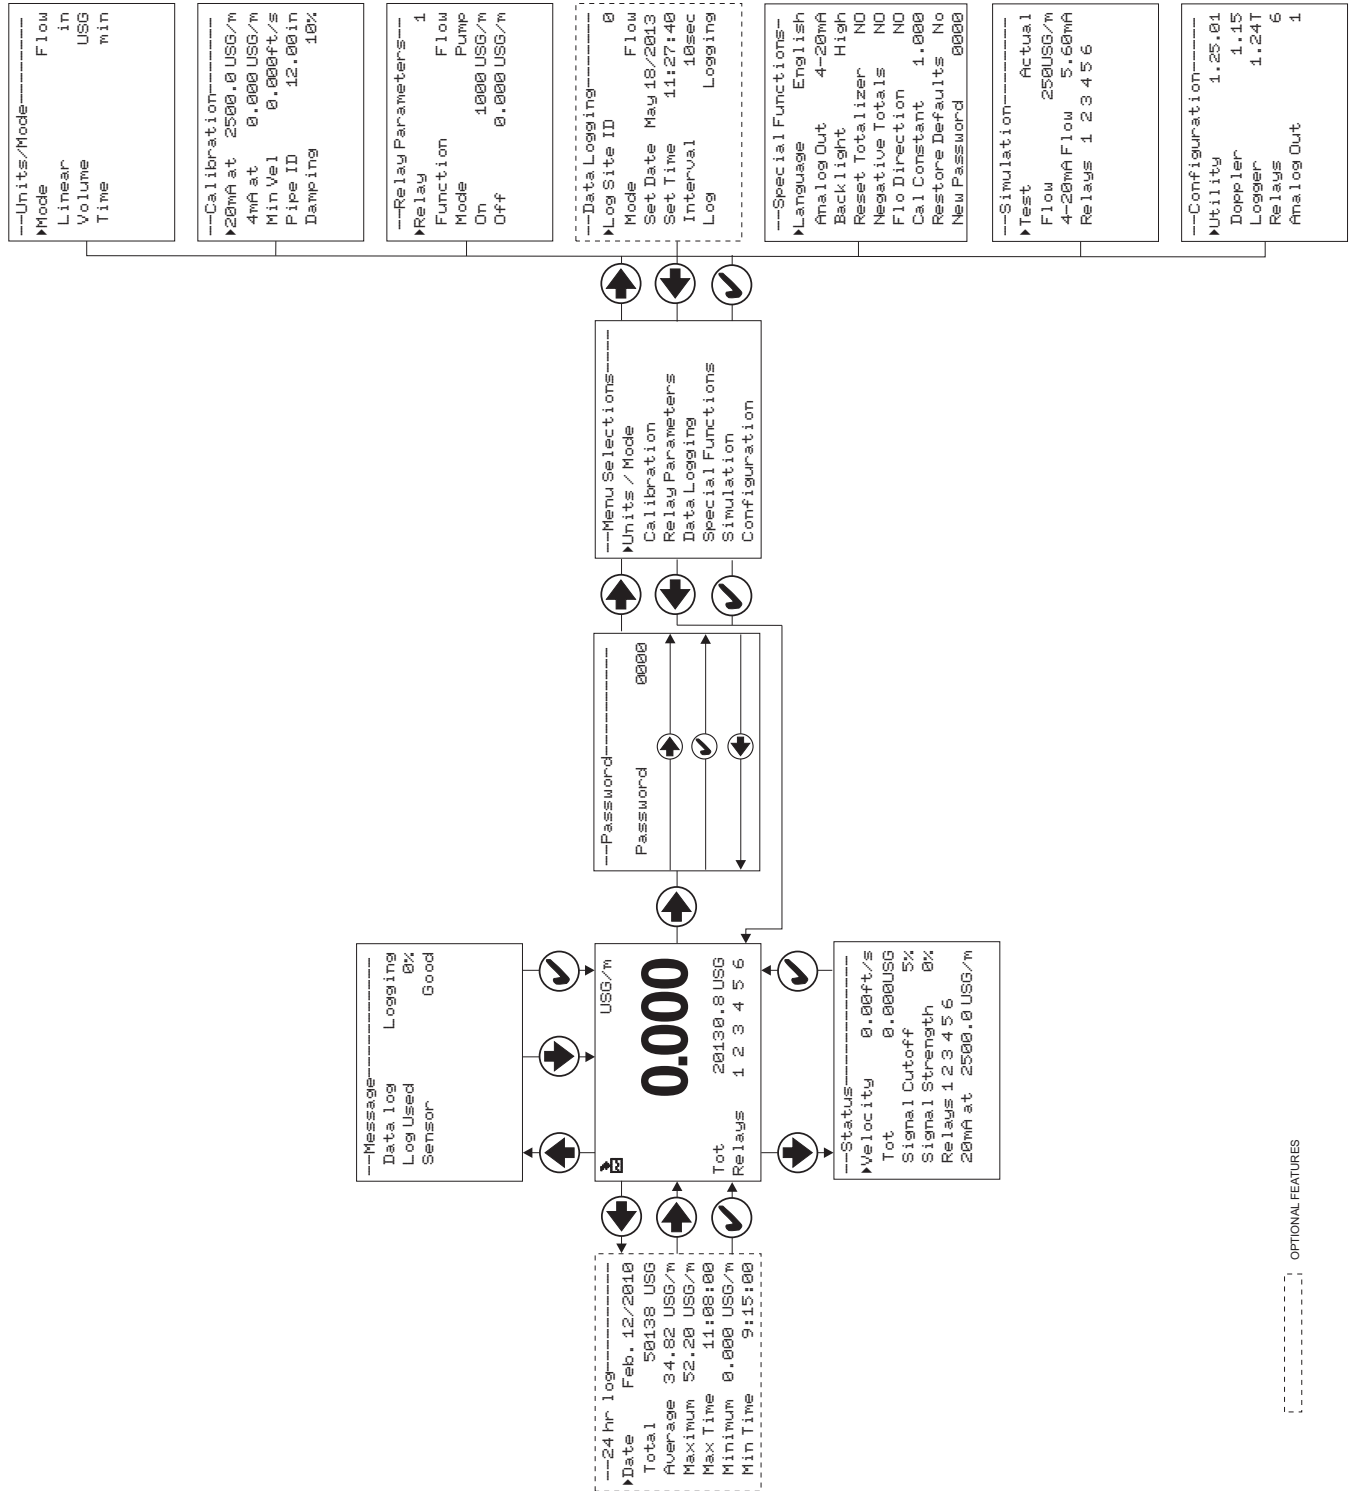 --Units/Mode---------
▸Mode Flow
Linear in
Volume USG
Time min
--Calibration--------
▸20mA at 2500.0 USG/m
4mA at 0.000 USG/m
Min Vel 0.000ft/s
Pipe ID 12.00in
Damping 10%
--Relay Parameters---
▸Relay 1
Function Flow
Mode Pump
On 1000 USG/m
Off 0.000 USG/m
--Data Logging-------
▸Log Site ID 0
Mode Flow
Set Date May 18/2013
Set Time 11:27:40
Interval 10sec
Log Logging
--Special Functions-
▸Language English
Analog Out 4-20mA
Backlight High
Reset Totalizer NO
Negative Totals NO
Flo Direction NO
Cal Constant 1.000
Restore Defaults No
New Password 0000
--Simulation---------
▸Test Actual
Flow 250USG/m
4-20mA Flow 5.60mA
Relays 1 2 3 4 5 6
--Configuration------
▸Utility 1.25.01
Doppler 1.15
Logger 1.24T
Relays 6
Analog Out 1
--Menu Selections----
▸Units / Mode
Calibration
Relay Parameters
Data Logging
Special Functions
Simulation
Configuration
--Password-----------
Password 0000
--Message------------
Data log Logging
Log Used 0%
Sensor Good
USG/m
0.000
Tot 20130.8 USG
Relays 1 2 3 4 5 6
--Status-------------
▸Velocity 0.00ft/s
Tot 0.000USG
Signal Cutoff 5%
Signal Strength 0%
Relays 1 2 3 4 5 6
20mA at 2500.0 USG/m
--24 hr log----------
▸Date Feb. 12/2010
Total 50138 USG
Average 34.82 USG/m
Maximum 52.20 USG/m
Max Time 11:08:00
Minimum 0.000 USG/m
Min Time 9:15:00
OPTIONAL FEATURES